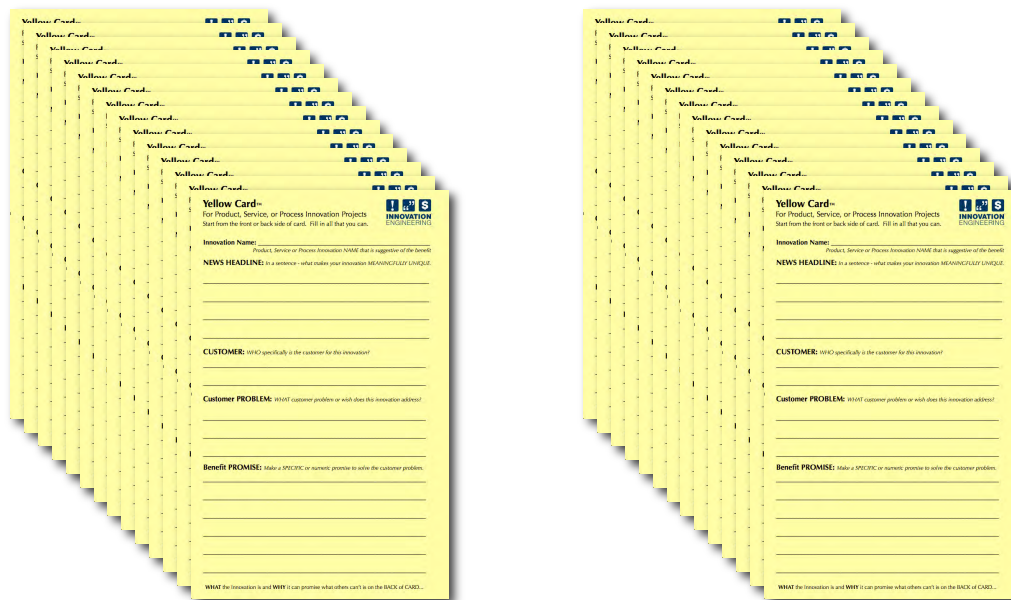 Yellow Card™
For Product, Service, or Process Innovation Projects
Start from the front or back side of card. Fill in all that you can.
! “” $
INNOVATION
ENGINEERING
Innovation Name:
Product, Service or Process Innovation NAME that is suggestive of the benefit
NEWS HEADLINE: In a sentence - what makes your innovation MEANINGFULLY UNIQUE.
CUSTOMER: WHO specifically is the customer for this innovation?
Customer PROBLEM: WHAT customer problem or wish does this innovation address?
Benefit PROMISE: Make a SPECIFIC or numeric promise to solve the customer problem.
WHAT the Innovation is and WHY it can promise what others can't is on the BACK of CARD...
Yellow Card™
For Product, Service, or Process Innovation Projects
Start from the front or back side of card. Fill in all that you can.
! “” $
INNOVATION
ENGINEERING
Innovation Name:
Product, Service or Process Innovation NAME that is suggestive of the benefit
NEWS HEADLINE: In a sentence - what makes your innovation MEANINGFULLY UNIQUE.
CUSTOMER: WHO specifically is the customer for this innovation?
Customer PROBLEM: WHAT customer problem or wish does this innovation address?
Benefit PROMISE: Make a SPECIFIC or numeric promise to solve the customer problem.
WHAT the Innovation is and WHY it can promise what others can't is on the BACK of CARD...